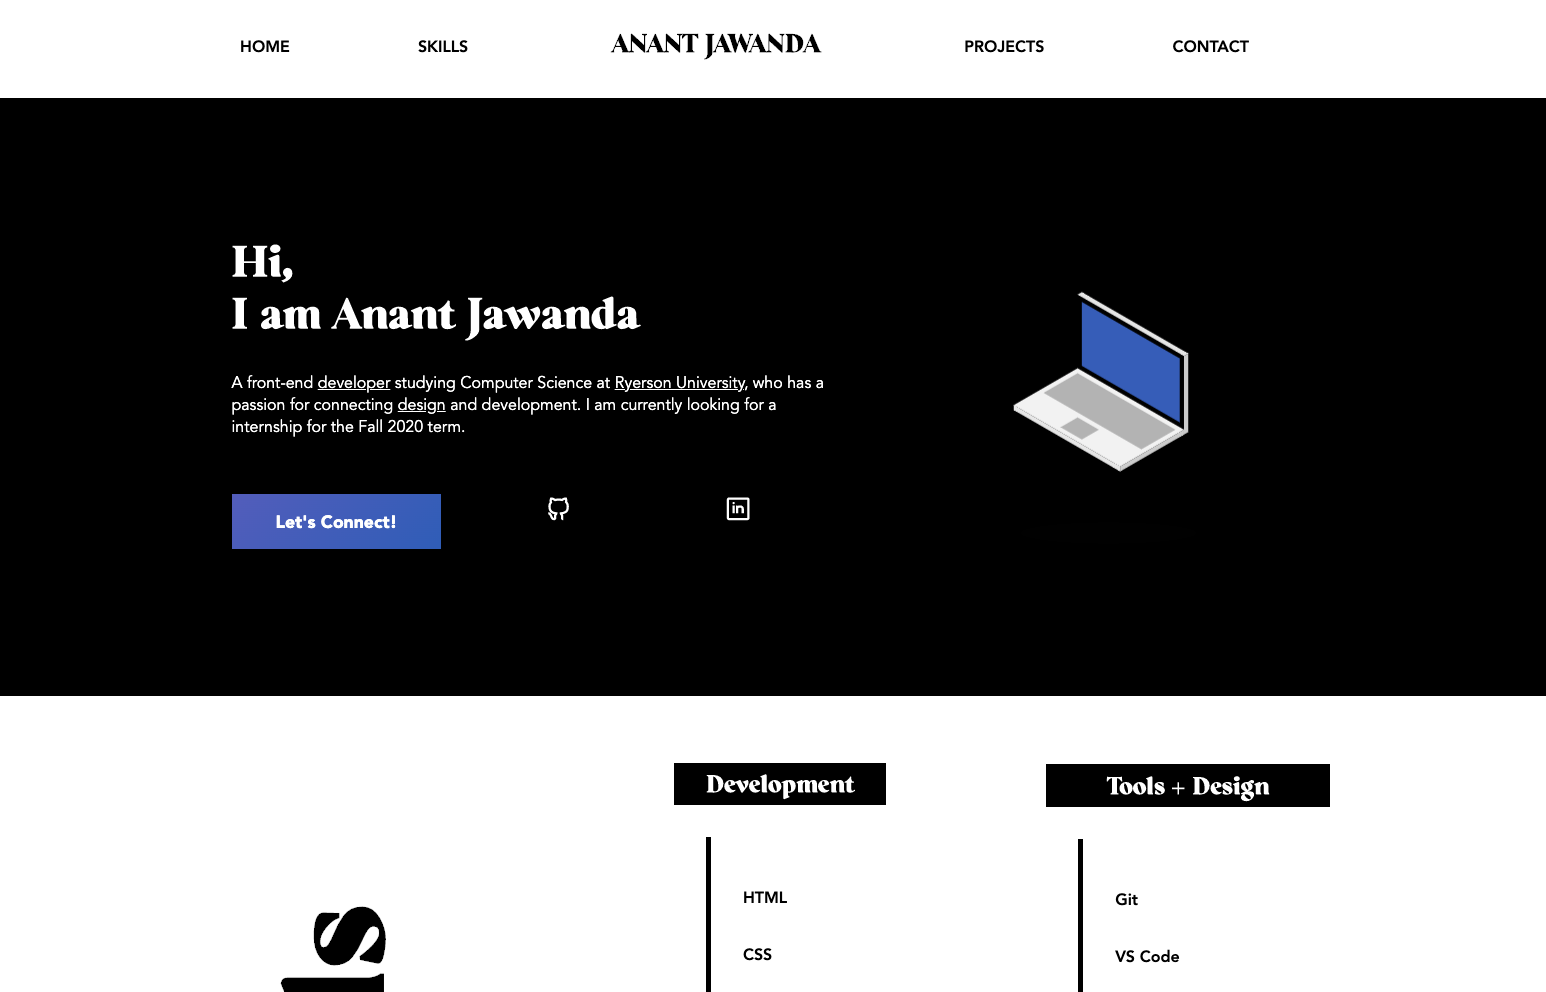 HOME SKILLS ANANT JAWANDA PROJECTS CONTACT
Hi,
I am Anant Jawanda
A front-end developer studying Computer Science at Ryerson University, who has a
passion for connecting design and development. I am currently looking for a
internship for the Fall 2020 term.
Let's Connect!
in
Development
HTML
CSS
Tools + Design
Git
VS Code